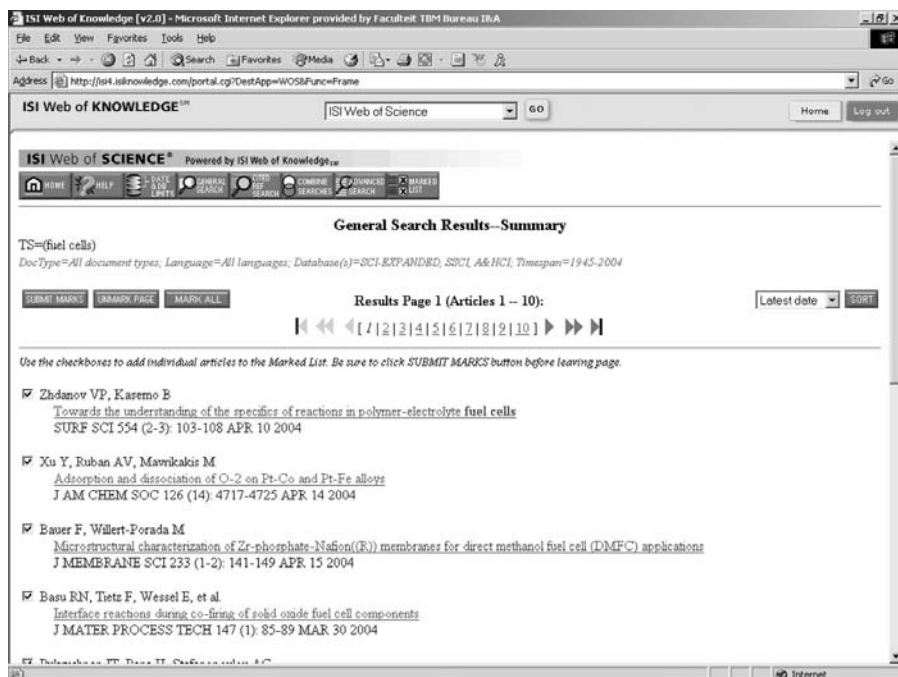 ISI Web of Knowledge [v2.0] - Microsoft Internet Explorer provided by Faculteit TBM Bureau I&A
File Edit View Favorites Tools Help
Back Search Favorites Media
Address http://isi4.isiknowledge.com/portal.cgi?DestApp=WOS&Func=Frame Go
ISI Web of KNOWLEDGE SM ISI Web of Science GO Home Log out
ISI Web of SCIENCE® Powered by ISI Web of Knowledge SM
HOME HELP DATE & DB LIMITS GENERAL SEARCH CITED REF SEARCH COMBINE SEARCHES ADVANCED SEARCH MARKED LIST
General Search Results--Summary
TS=(fuel cells)
DocType=All document types; Language=All languages; Database(s)=SCI-EXPANDED, SSCI, A&HCI; Timespan=1945-2004
SUBMIT MARKS UNMARK PAGE MARK ALL Results Page 1 (Articles 1 -- 10): Latest date SORT
[ 1 | 2 | 3 | 4 | 5 | 6 | 7 | 8 | 9 | 10 ]
Use the checkboxes to add individual articles to the Marked List. Be sure to click SUBMIT MARKS button before leaving page.
Zhdanov VP, Kasemo B
Towards the understanding of the specifics of reactions in polymer-electrolyte fuel cells
SURF SCI 554 (2-3): 103-108 APR 10 2004
Xu Y, Ruban AV, Mavrikakis M
Adsorption and dissociation of O-2 on Pt-Co and Pt-Fe alloys
J AM CHEM SOC 126 (14): 4717-4725 APR 14 2004
Bauer F, Willert-Porada M
Microstructural characterization of Zr-phosphate-Nafion((R)) membranes for direct methanol fuel cell (DMFC) applications
J MEMBRANE SCI 233 (1-2): 141-149 APR 15 2004
Basu RN, Tietz F, Wessel E, et al.
Interface reactions during co-firing of solid oxide fuel cell components
J MATER PROCESS TECH 147 (1): 85-89 MAR 30 2004
Internet